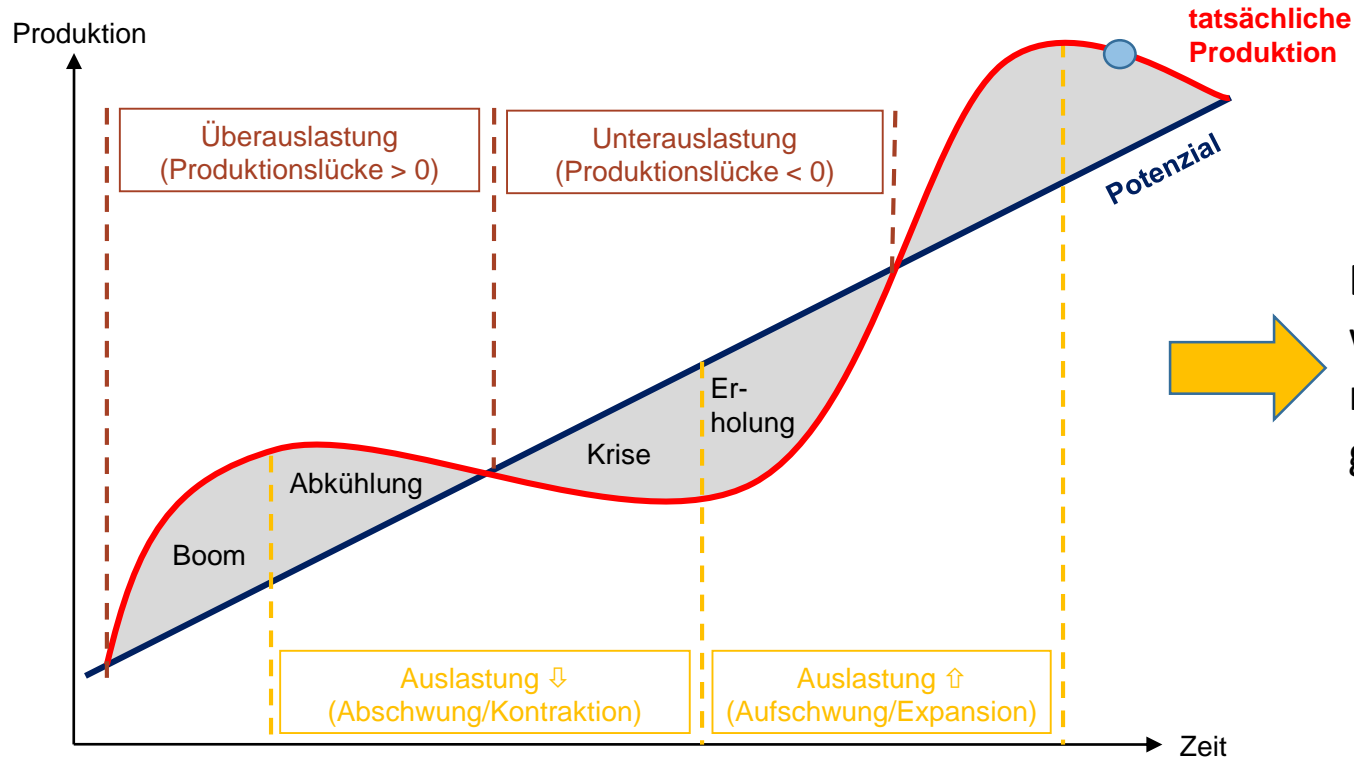 tatsächliche
Produktion
Produktion
Überauslastung
(Produktionslücke > 0)
Unterauslastung
(Produktionslücke < 0)
Potenzial
Er-
holung
Krise
Abkühlung
Boom
Auslastung ⇩
(Abschwung/Kontraktion)
Auslastung ⇧
(Aufschwung/Expansion)
Zeit